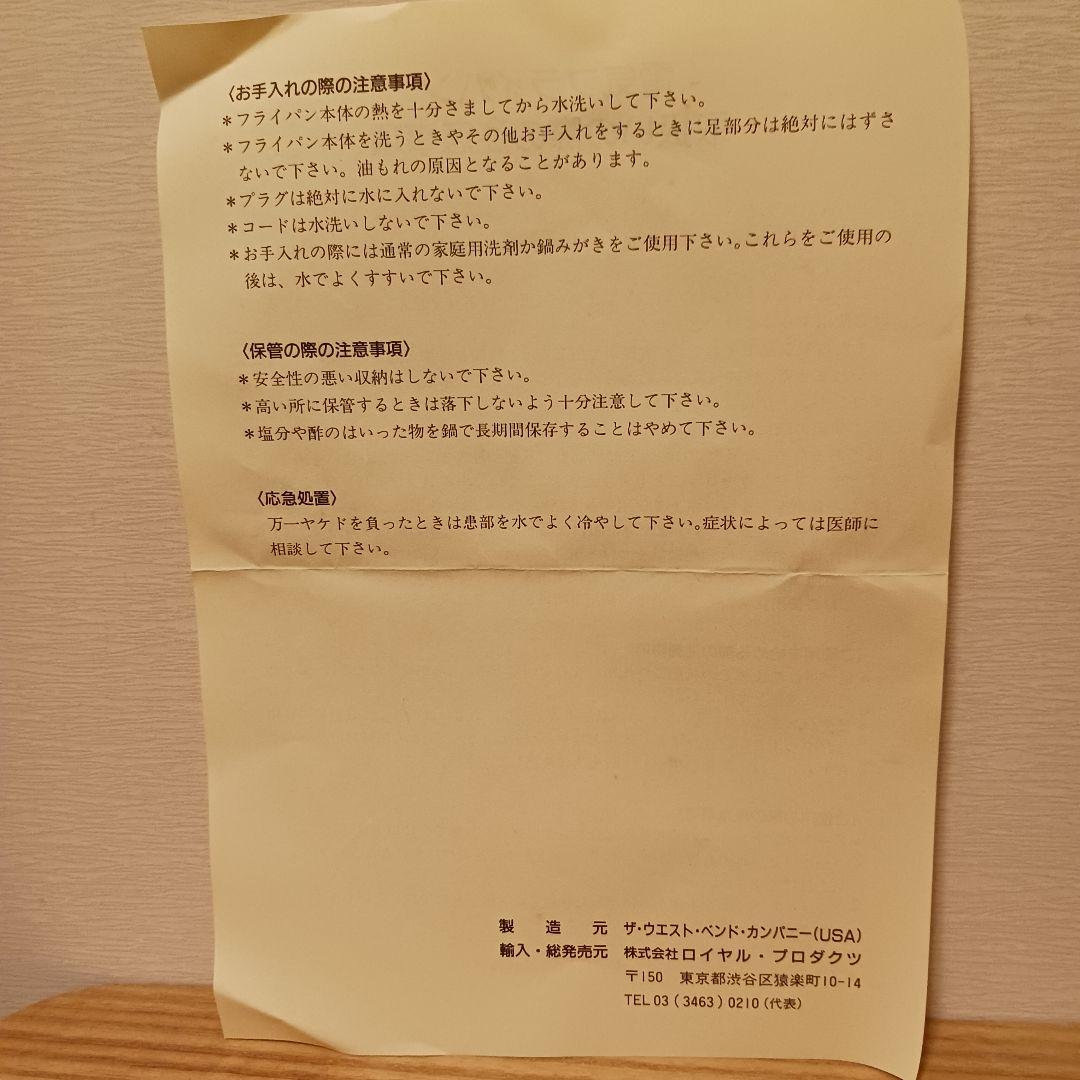 〈お手入れの際の注意事項〉
＊フライパン本体の熱を十分さましてから水洗いして下さい。
＊フライパン本体を洗うときやその他お手入れをするときに足部分は絶対にはずさ
ないで下さい。油もれの原因となることがあります。
＊プラグは絶対に水に入れないで下さい。
＊コードは水洗いしないで下さい。
＊お手入れの際には通常の家庭用洗剤か鍋みがきをご使用下さい。これらをご使用の
後は、水でよくすすいで下さい。
〈保管の際の注意事項〉
＊安全性の悪い収納はしないで下さい。
＊高い所に保管するときは落下しないよう十分注意して下さい。
＊塩分や酢のはいった物を鍋で長期間保存することはやめて下さい。
〈応急処置〉
万一ヤケドを負ったときは患部を水でよく冷やして下さい。症状によっては医師に
相談して下さい。
製造元 ザ・ウエスト・ベンド・カンパニー(USA)
輸入・総発売元 株式会社ロイヤル・プロダクツ
〒150 東京都渋谷区猿楽町10-14
TEL 03(3463)0210(代表)